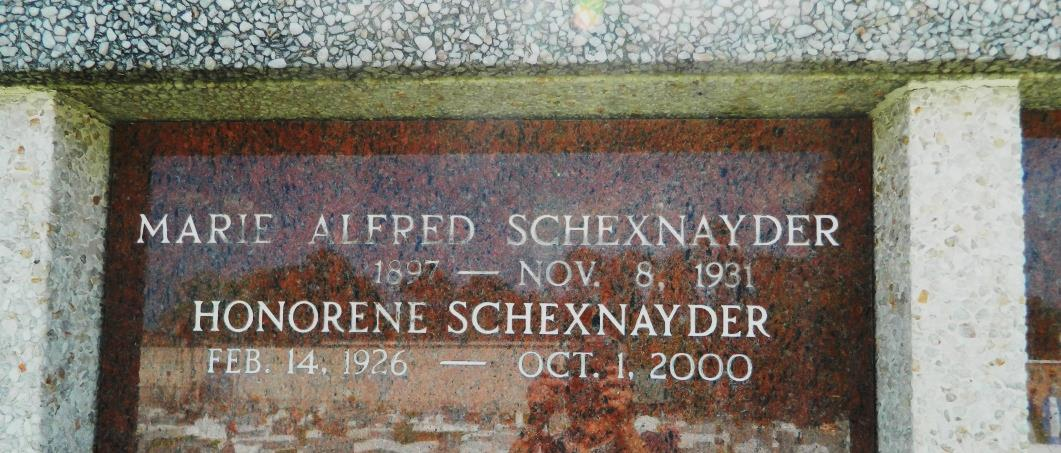 MARIE ALFRED SCHEXNAYDER
1897 — NOV. 8, 1931
HONORENE SCHEXNAYDER
FEB. 14, 1926 — OCT. 1, 2000